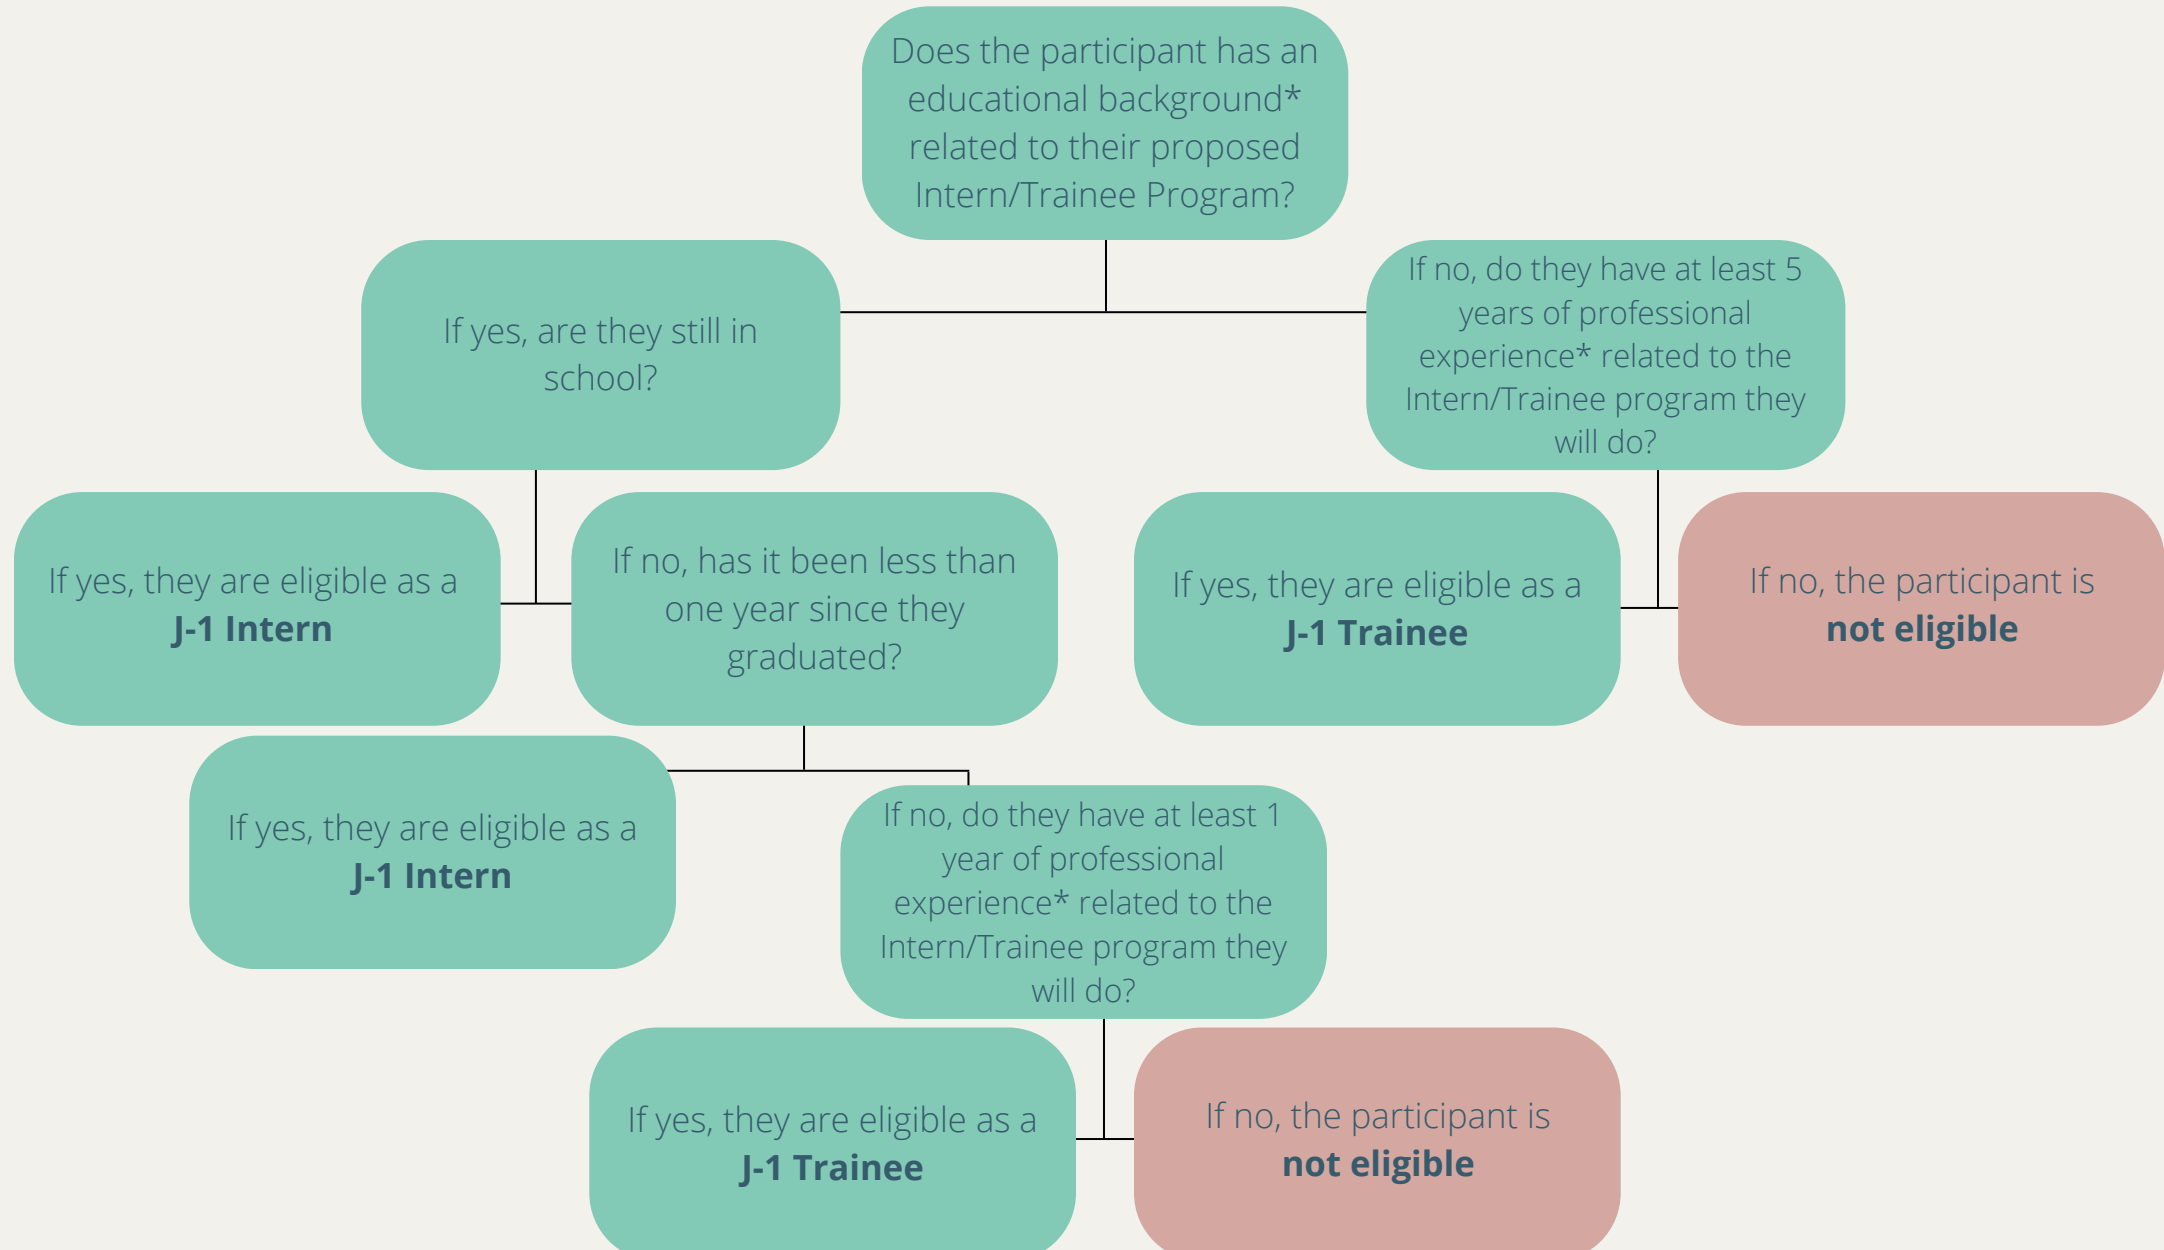 Does the participant has an
educational background*
related to their proposed
Intern/Trainee Program?
If yes, are they still in
school?
If no, do they have at least 5
years of professional
experience* related to the
Intern/Trainee program they
will do?
If yes, they are eligible as a
J-1 Intern
If no, has it been less than
one year since they
graduated?
If yes, they are eligible as a
J-1 Trainee
If no, the participant is
not eligible
If yes, they are eligible as a
J-1 Intern
If no, do they have at least 1
year of professional
experience* related to the
Intern/Trainee program they
will do?
If yes, they are eligible as a
J-1 Trainee
If no, the participant is
not eligible